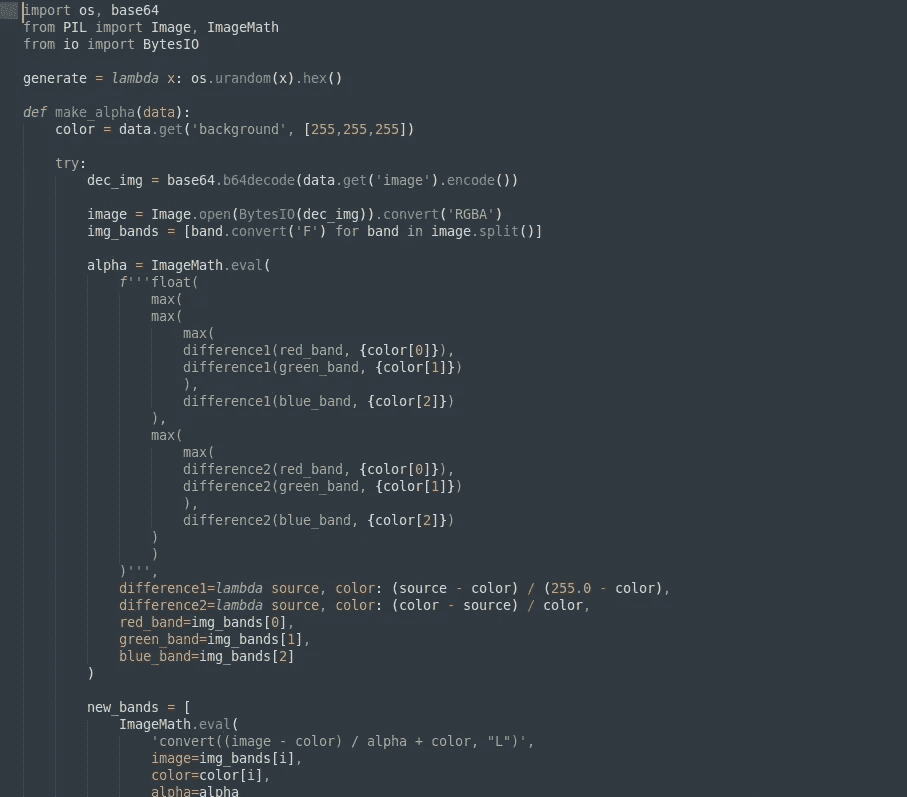 import os, base64
from PIL import Image, ImageMath
from io import BytesIO

generate = lambda x: os.urandom(x).hex()

def make_alpha(data):
    color = data.get('background', [255,255,255])

    try:
        dec_img = base64.b64decode(data.get('image').encode())

        image = Image.open(BytesIO(dec_img)).convert('RGBA')
        img_bands = [band.convert('F') for band in image.split()]

        alpha = ImageMath.eval(
            f'''float(
                max(
                max(
                    max(
                    difference1(red_band, {color[0]}),
                    difference1(green_band, {color[1]})
                    ),
                    difference1(blue_band, {color[2]})
                ),
                max(
                    max(
                    difference2(red_band, {color[0]}),
                    difference2(green_band, {color[1]})
                    ),
                    difference2(blue_band, {color[2]})
                )
                )
            )''',
            difference1=lambda source, color: (source - color) / (255.0 - color),
            difference2=lambda source, color: (color - source) / color,
            red_band=img_bands[0],
            green_band=img_bands[1],
            blue_band=img_bands[2]
        )

        new_bands = [
            ImageMath.eval(
                'convert((image - color) / alpha + color, "L")',
                image=img_bands[i],
                color=color[i],
                alpha=alpha